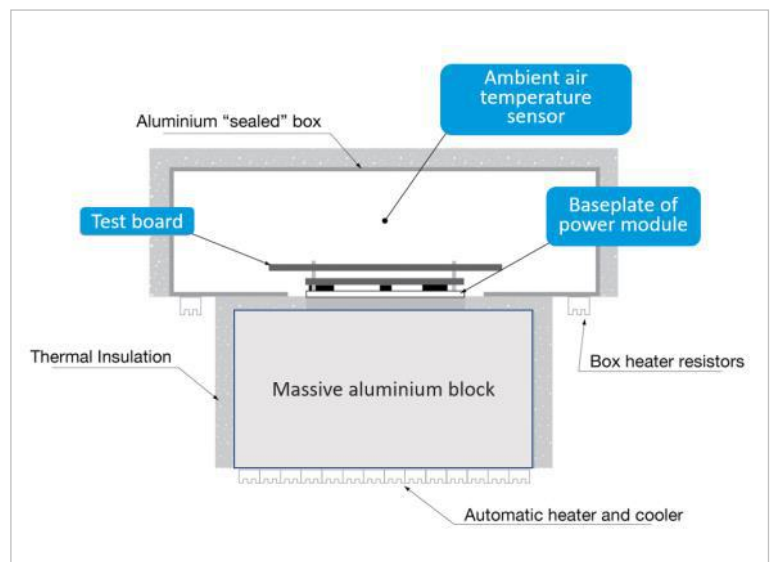 Ambient air
temperature
sensor
Aluminium “sealed” box
Test board
Baseplate of
power module
Thermal Insulation
Massive aluminium block
Box heater resistors
Automatic heater and cooler